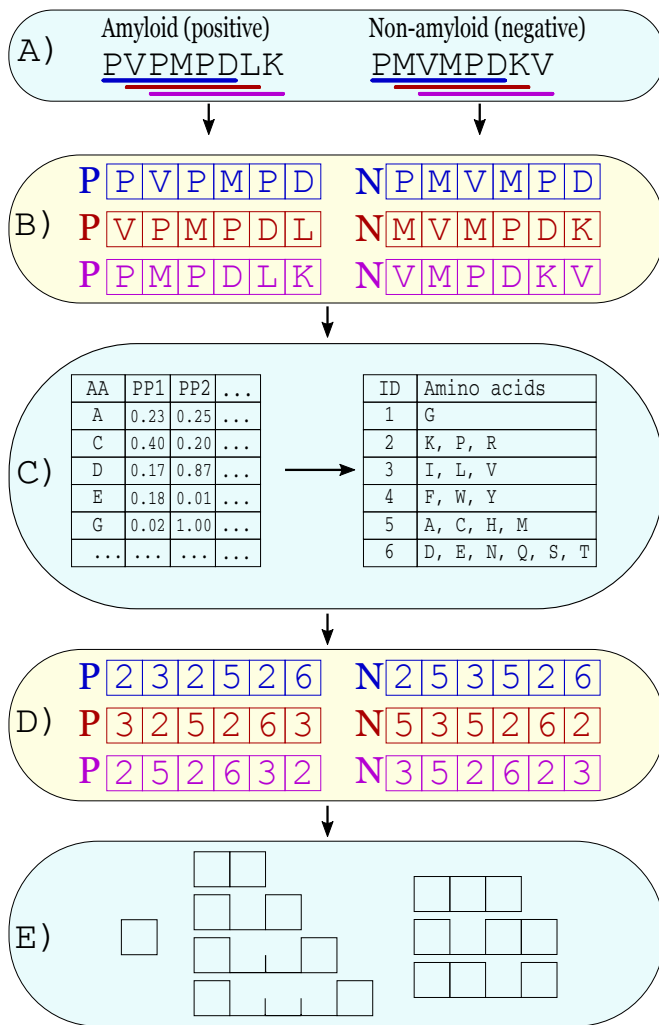 A)
Amyloid (positive) Non-amyloid (negative)
PVPMPDLK PMVMPDKV
B)
P P V P M P D N P M V M P D
P V P M P D L N M V M P D K
P P M P D L K N V M P D K V
C)
AA PP1 PP2 ... ID Amino acids
A 0.23 0.25 ... 1 G
C 0.40 0.20 ... 2 K, P, R
D 0.17 0.87 ... 3 I, L, V
E 0.18 0.01 ... 4 F, W, Y
G 0.02 1.00 ... 5 A, C, H, M
... ... ... ... 6 D, E, N, Q, S, T
D)
P 2 3 2 5 2 6 N 2 5 3 5 2 6
P 3 2 5 2 6 3 N 5 3 5 2 6 2
P 2 5 2 6 3 2 N 3 5 2 6 2 3
E)